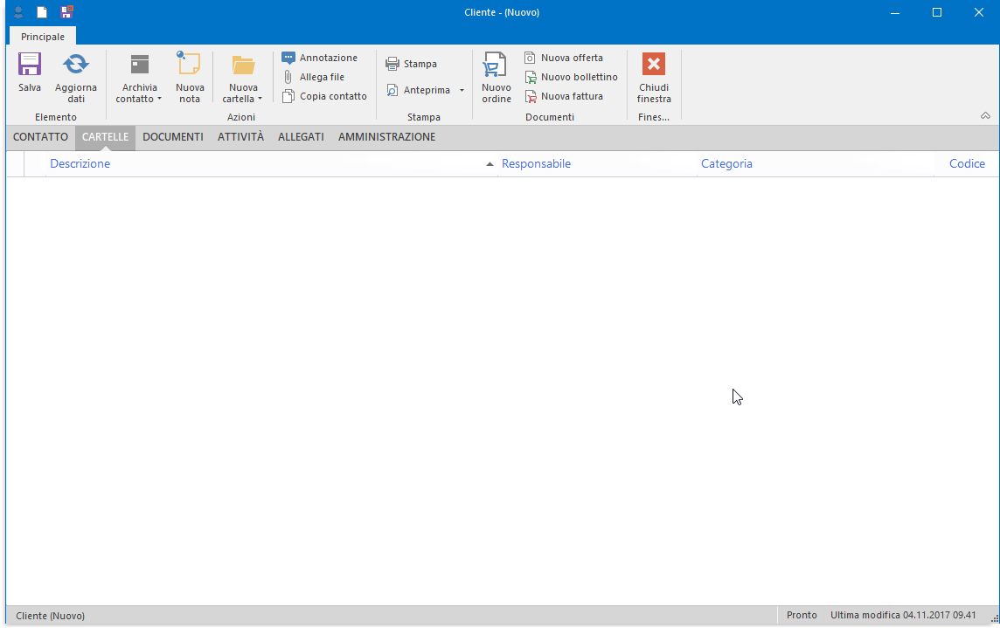 Cliente - (Nuovo)
Principale
Salva
Aggiorna
dati
Elemento
Archivia
contatto
Nuova
nota
Nuova
cartella
Annotazione
Allega file
Copia contatto
Azioni
Stampa
Anteprima
Stampa
Nuovo
ordine
Nuova offerta
Nuovo bollettino
Nuova fattura
Documenti
Chiudi
finestra
Fines...
CONTATTO CARTELLE DOCUMENTI ATTIVITÀ ALLEGATI AMMINISTRAZIONE
Descrizione Responsabile Categoria Codice
Cliente (Nuovo) Pronto Ultima modifica 04.11.2017 09.41